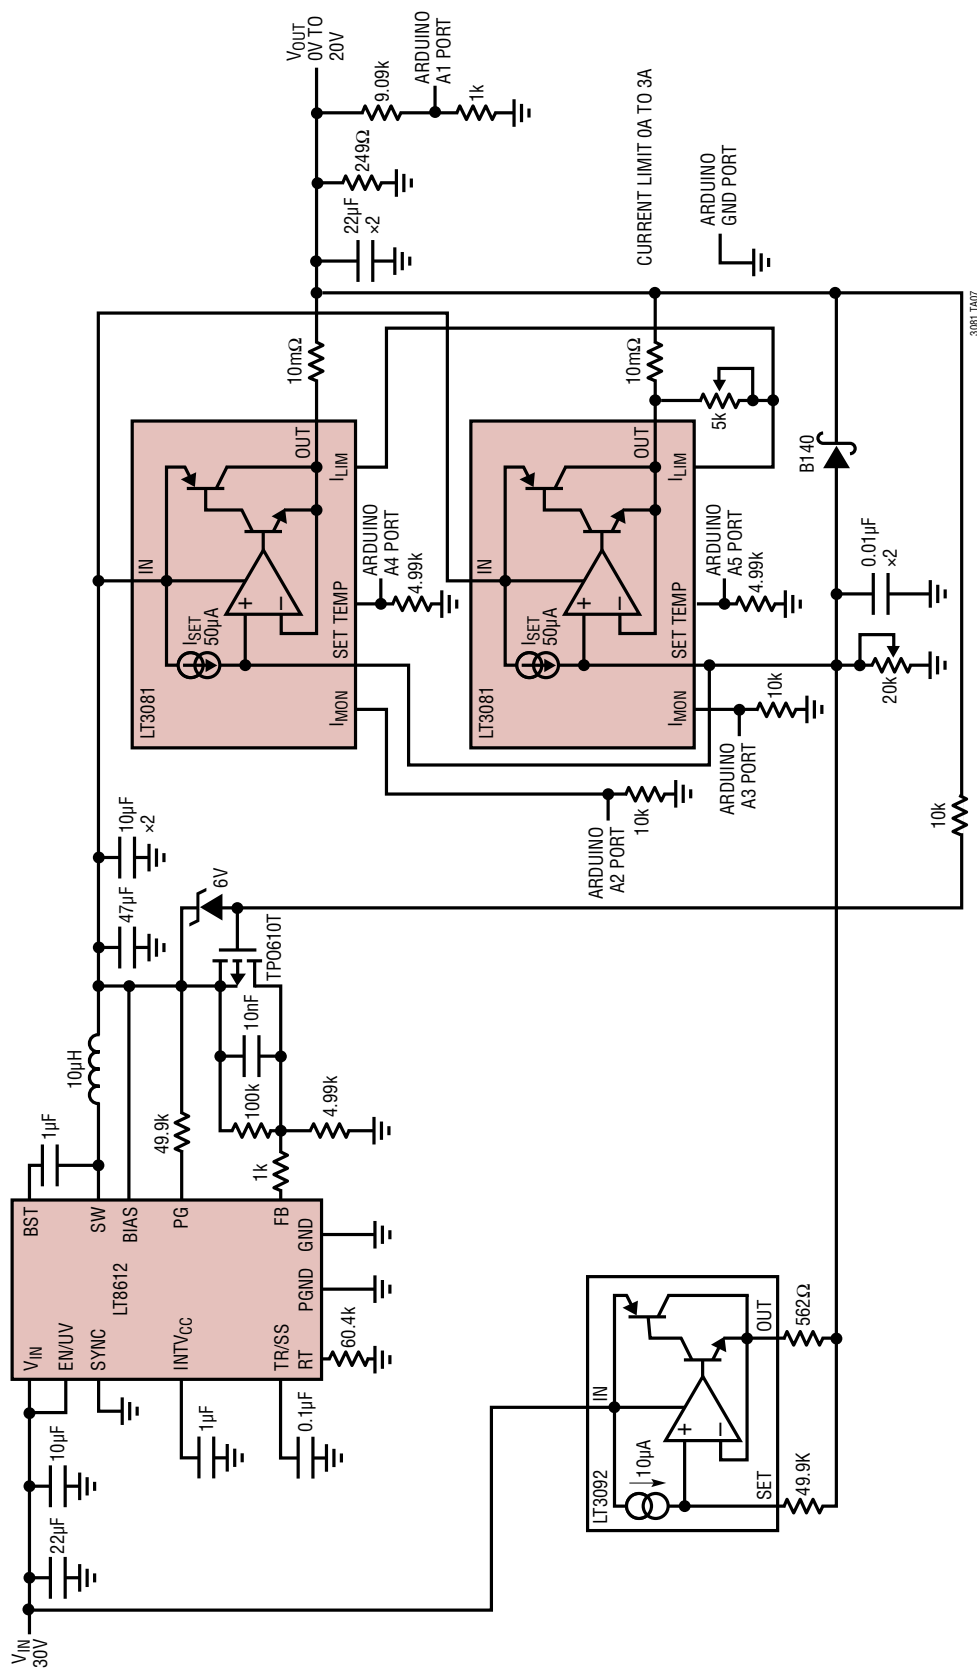 VIN
30V
22µF
10µF
VIN
EN/UV
SYNC
INTVCC
TR/SS
RT
LT8612
BST
SW
BIAS
PG
FB
GND
PGND
1µF
0.1µF
60.4k
1µF
10µH
49.9k
1k
100k
10nF
4.99k
TPO610T
6V
47µF
10µF
×2
LT3081
IN
ISET
50µA
+
–
OUT
IMON
SET
TEMP
ILIM
ARDUINO
A4 PORT
4.99k
10mΩ
22µF
×2
249Ω
9.09k
ARDUINO
A1 PORT
1k
VOUT
0V TO
20V
LT3081
IN
ISET
50µA
+
–
OUT
IMON
SET
TEMP
ILIM
ARDUINO
A2 PORT
10k
ARDUINO
A3 PORT
10k
ARDUINO
A5 PORT
4.99k
10mΩ
5k
CURRENT LIMIT 0A TO 3A
ARDUINO
GND PORT
LT3092
IN
10µA
+
–
SET
OUT
49.9K
562Ω
20k
0.01µF
×2
B140
10k
3081 TA07